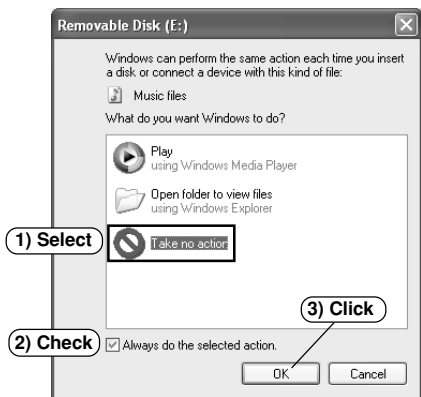 Removable Disk (E:)
Windows can perform the same action each time you insert
a disk or connect a device with this kind of file:
Music files
What do you want Windows to do?
Play
using Windows Media Player
Open folder to view files
using Windows Explorer
1) Select
Take no action
3) Click
2) Check
Always do the selected action.
OK
Cancel